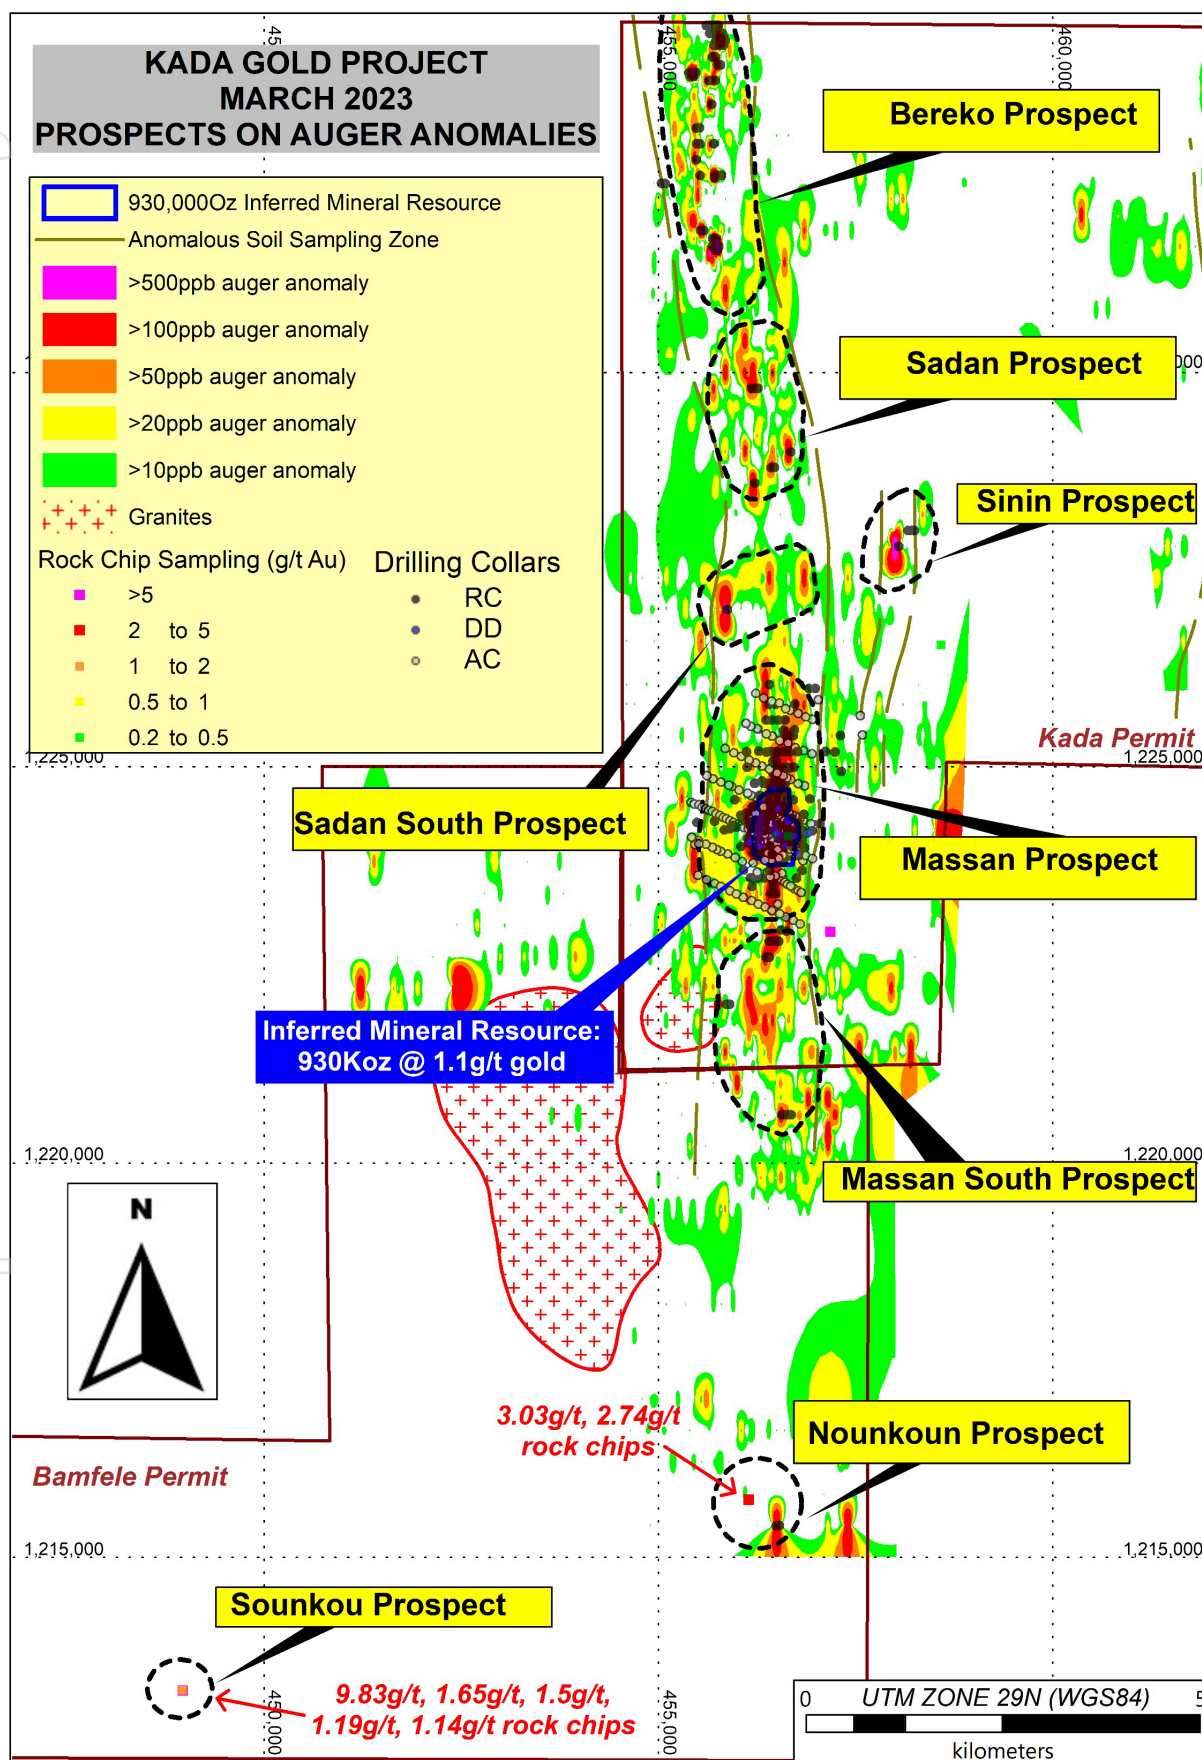 KADA GOLD PROJECT
MARCH 2023
PROSPECTS ON AUGER ANOMALIES
45
455,000
460,000
930,000Oz Inferred Mineral Resource
Anomalous Soil Sampling Zone
>500ppb auger anomaly
>100ppb auger anomaly
>50ppb auger anomaly
>20ppb auger anomaly
>10ppb auger anomaly
Granites
Rock Chip Sampling (g/t Au)
>5
2 to 5
1 to 2
0.5 to 1
0.2 to 0.5
Drilling Collars
RC
DD
AC
Bereko Prospect
Sadan Prospect
000
Sinin Prospect
Kada Permit
1,225,000
1,225,000
Sadan South Prospect
Massan Prospect
Inferred Mineral Resource:
930Koz @ 1.1g/t gold
1,220,000
1,220,000
Massan South Prospect
N
3.03g/t, 2.74g/t
rock chips
Nounkoun Prospect
Bamfele Permit
1,215,000
1,215,000
Sounkou Prospect
9.83g/t, 1.65g/t, 1.5g/t,
1.19g/t, 1.14g/t rock chips
450,000
455,000
0 UTM ZONE 29N (WGS84) 5
kilometers